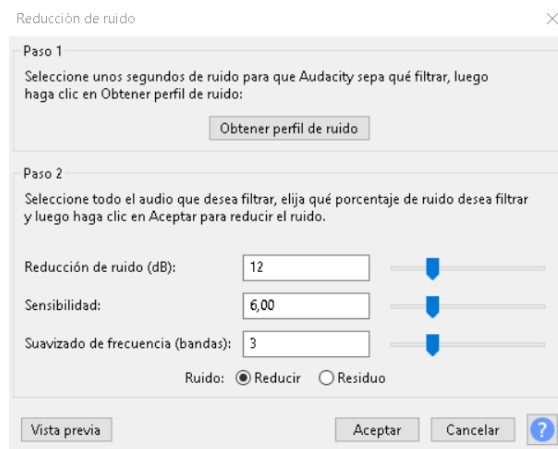 Reducción de ruido
Paso 1
Seleccione unos segundos de ruido para que Audacity sepa qué filtrar, luego
haga clic en Obtener perfil de ruido:
Obtener perfil de ruido
Paso 2
Seleccione todo el audio que desea filtrar, elija qué porcentaje de ruido desea filtrar
y luego haga clic en Aceptar para reducir el ruido.
Reducción de ruido (dB): 12
Sensibilidad: 6,00
Suavizado de frecuencia (bandas): 3
Ruido: Reducir Residuo
Vista previa Aceptar Cancelar ?